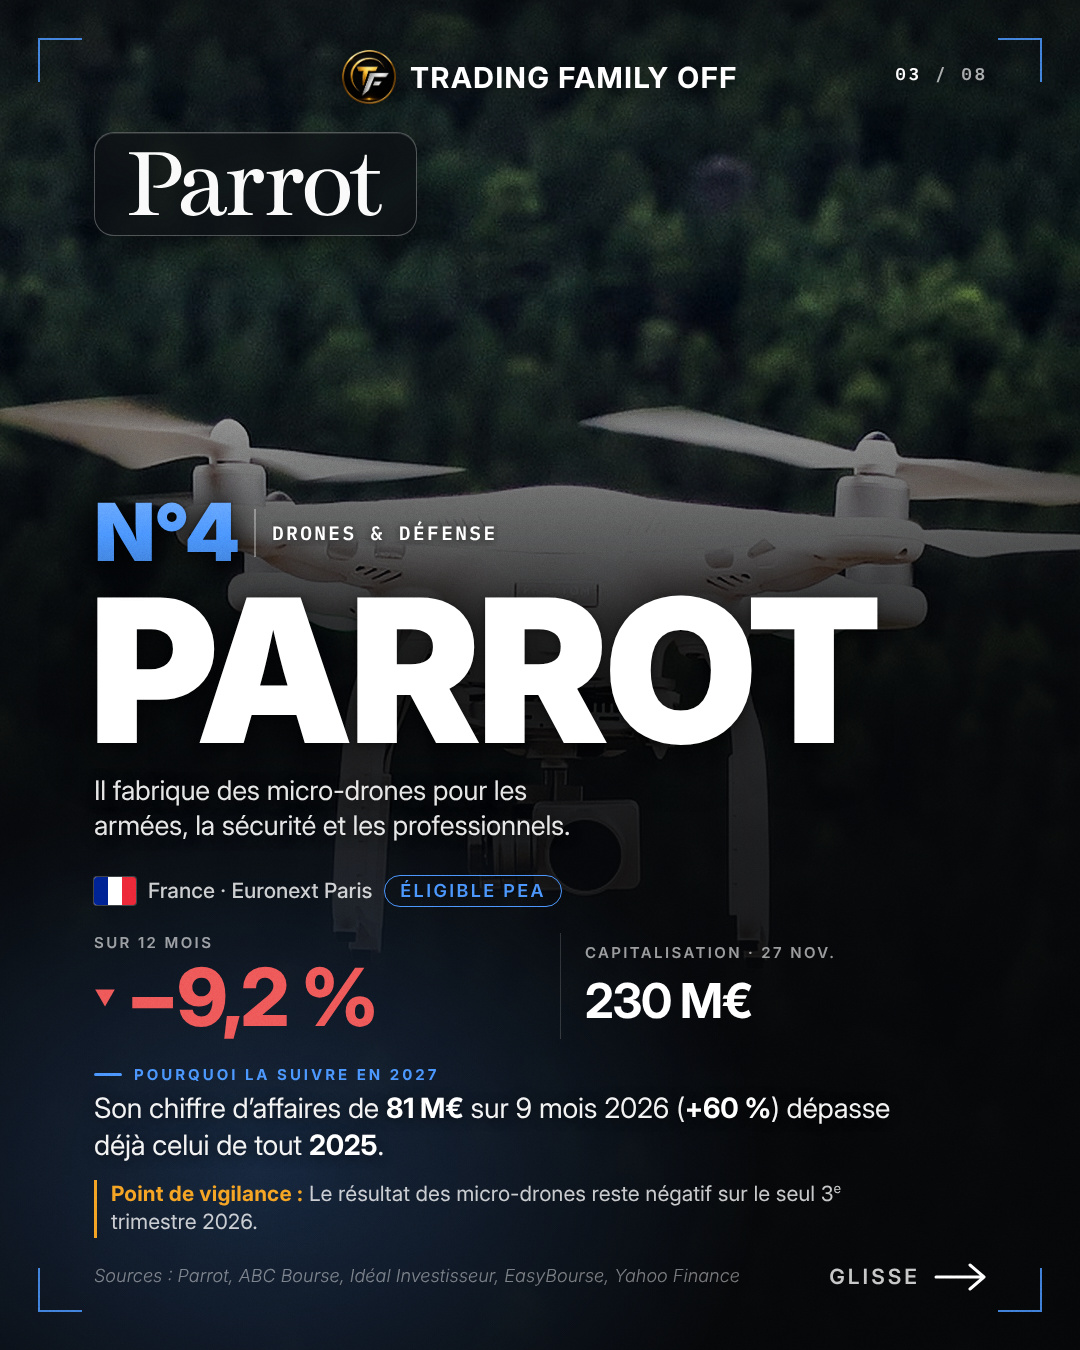 TRADING FAMILY OFF
03 / 08
Parrot
N°4
DRONES & DÉFENSE
PARROT
Il fabrique des micro-drones pour les
armées, la sécurité et les professionnels.
France · Euronext Paris
ÉLIGIBLE PEA
SUR 12 MOIS
▼ –9,2 %
CAPITALISATION · 27 NOV.
230 M€
POURQUOI LA SUIVRE EN 2027
Son chiffre d’affaires de 81 M€ sur 9 mois 2026 (+60 %) dépasse
déjà celui de tout 2025.
Point de vigilance : Le résultat des micro-drones reste négatif sur le seul 3ᵉ
trimestre 2026.
Sources : Parrot, ABC Bourse, Idéal Investisseur, EasyBourse, Yahoo Finance
GLISSE →